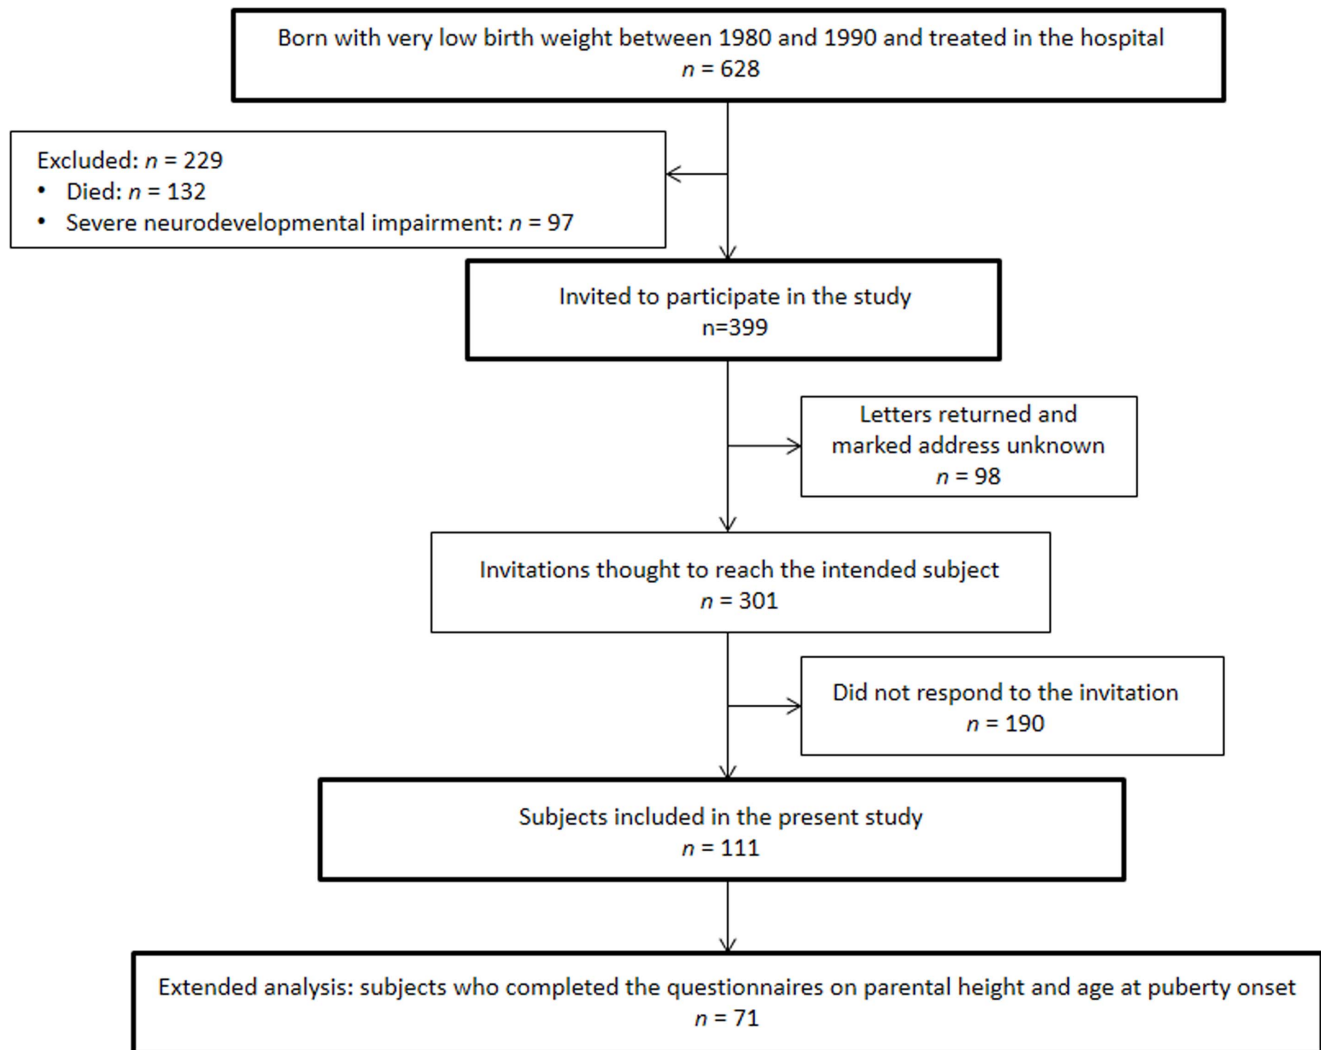 Born with very low birth weight between 1980 and 1990 and treated in the hospital
n = 628
Excluded: n = 229
• Died: n = 132
• Severe neurodevelopmental impairment: n = 97
Invited to participate in the study
n=399
Letters returned and
marked address unknown
n = 98
Invitations thought to reach the intended subject
n = 301
Did not respond to the invitation
n = 190
Subjects included in the present study
n = 111
Extended analysis: subjects who completed the questionnaires on parental height and age at puberty onset
n = 71